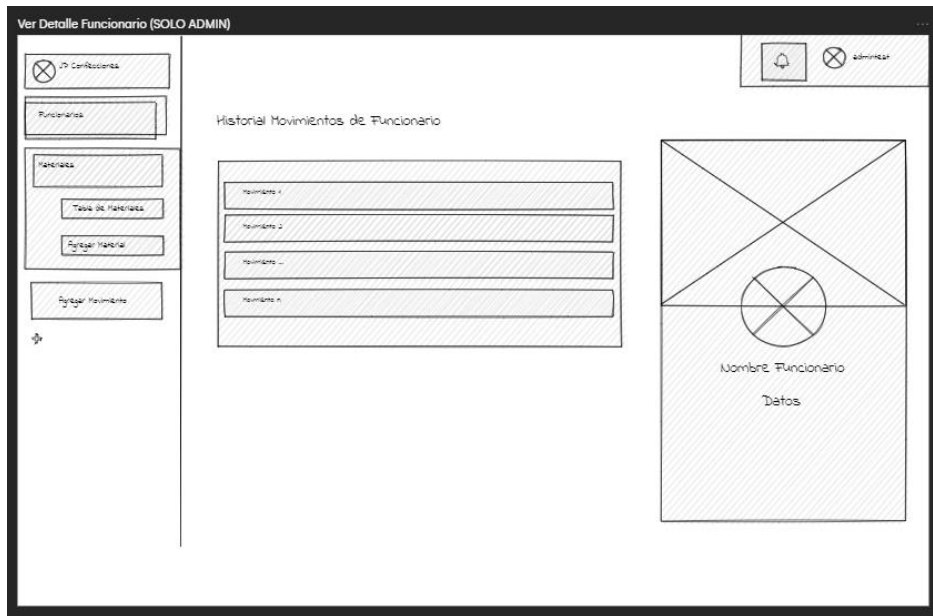 Ver Detalle Funcionario (SOLO ADMIN)
JP Confecciones
admintest
Funcionarios
Historial Movimientos de Funcionario
Materiales
Movimiento 1
Tabla de Materiales
Movimiento 2
Agregar Material
Movimiento ...
Agregar Movimiento
Movimiento n
Nombre Funcionario
Datos